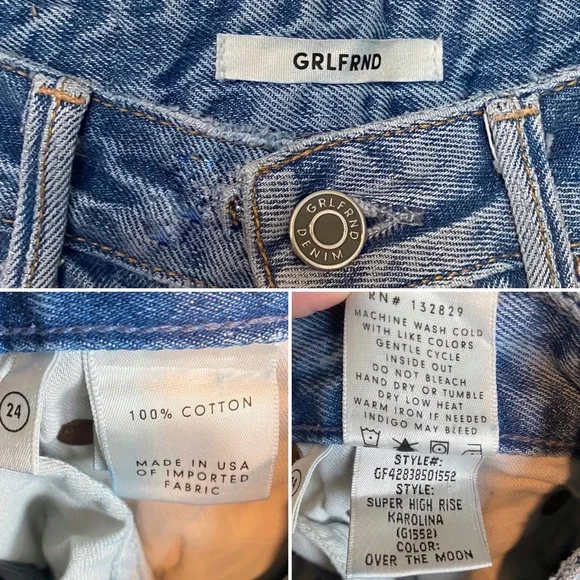 GRLFRND
GRLFRND
DENIM
24
100% COTTON
MADE IN USA
OF IMPORTED
FABRIC
RN# 132829
MACHINE WASH COLD
WITH LIKE COLORS
GENTLE CYCLE
INSIDE OUT
DO NOT BLEACH
HAND DRY OR TUMBLE
DRY LOW HEAT
WARM IRON IF NEEDED
INDIGO MAY BLEED
STYLE#:
GF42838501552
STYLE:
SUPER HIGH RISE
KAROLINA
(G1552)
COLOR:
OVER THE MOON